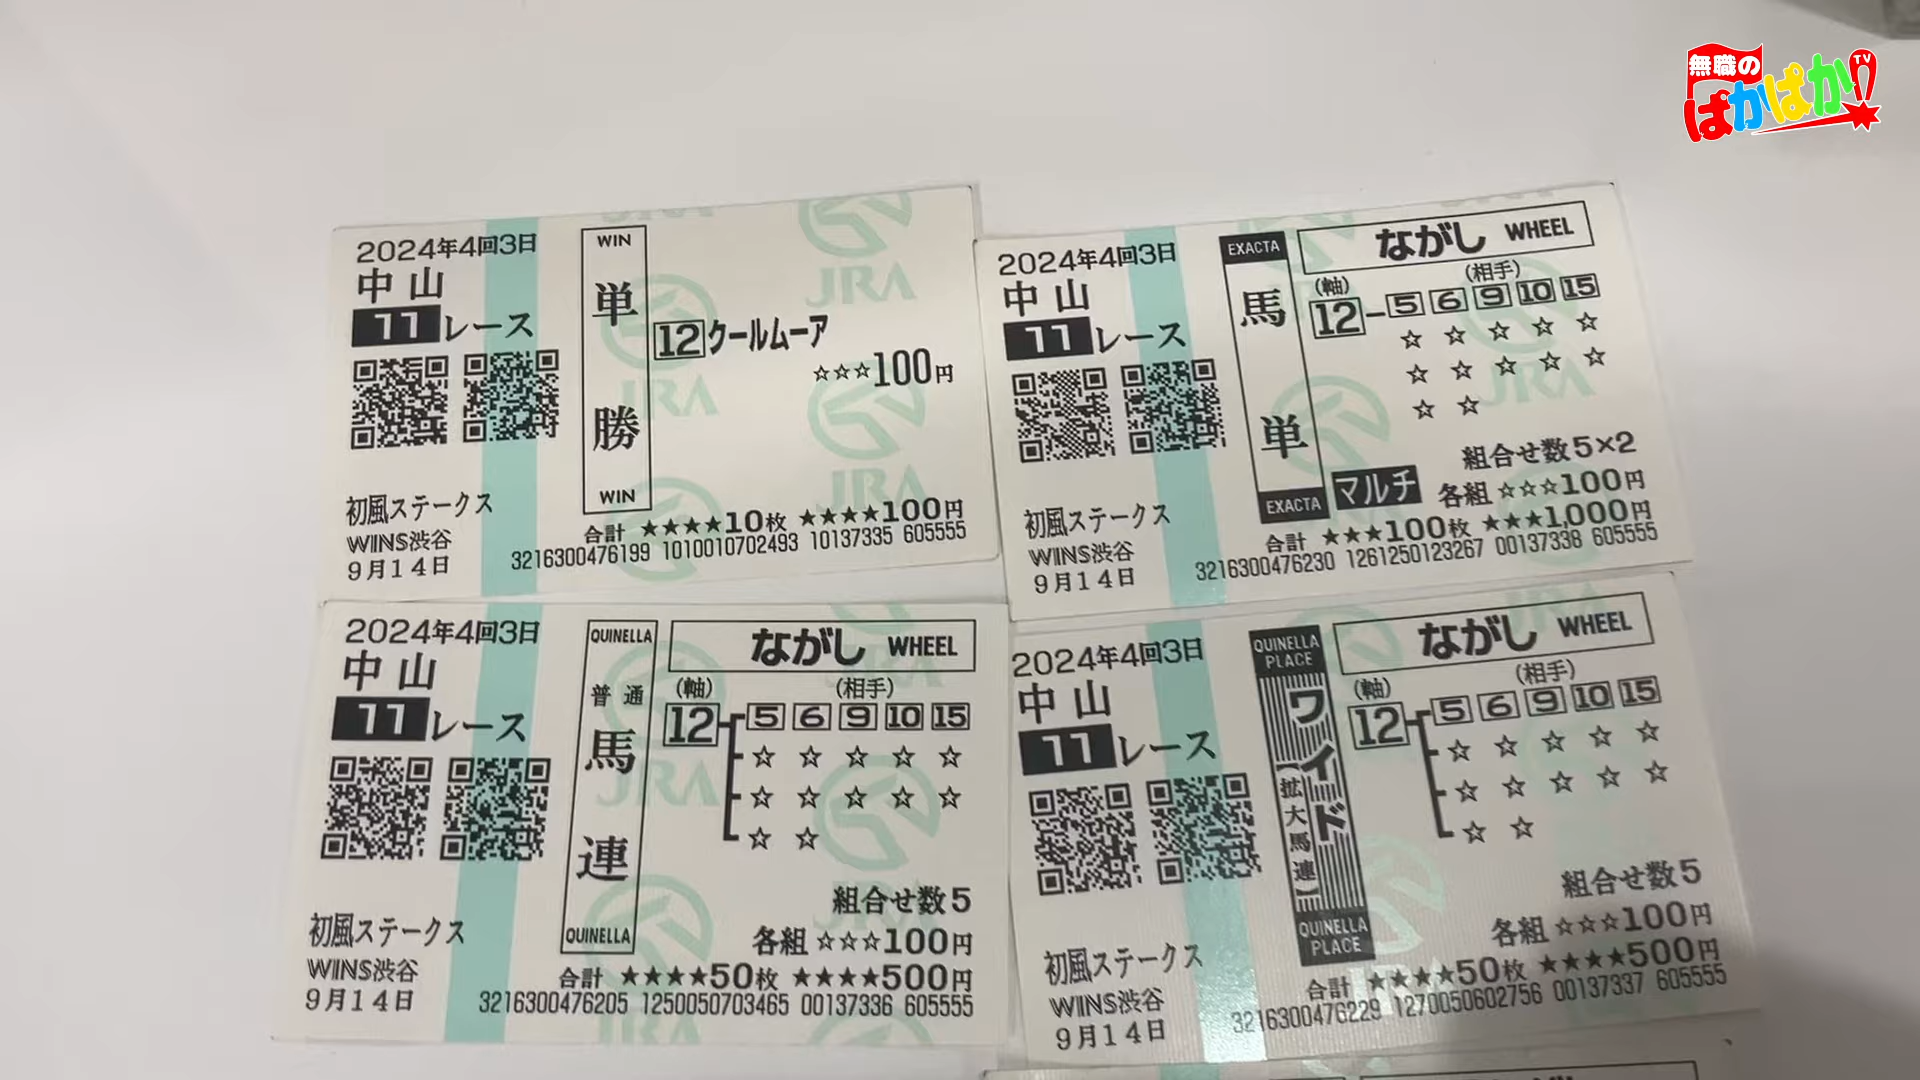 無職の
ぱかぱか!!
TV
2024年4回3日
中山
11レース
初風ステークス
WINS渋谷
9月14日
WIN
単勝
WIN
12クールムーア
☆☆☆100円
合計 ★★★★10枚 ★★★★100円
3216300476199 1010010702493 10137335 605555
2024年4回3日
中山
11レース
初風ステークス
WINS渋谷
9月14日
EXACTA
馬単
EXACTA
ながし WHEEL
(軸) (相手)
12-5 6 9 10 15
☆ ☆ ☆ ☆ ☆
☆ ☆ ☆ ☆ ☆
☆ ☆
組合せ数5×2
マルチ 各組 ☆☆☆100円
合計 ★★★100枚 ★★★1,000円
3216300476230 1261250123267 00137338 605555
2024年4回3日
中山
11レース
初風ステークス
WINS渋谷
9月14日
QUINELLA
普通
馬連
QUINELLA
ながし WHEEL
(軸) (相手)
12 5 6 9 10 15
☆ ☆ ☆ ☆ ☆
☆ ☆ ☆ ☆ ☆
☆ ☆
組合せ数5
各組 ☆☆☆100円
合計 ★★★★50枚 ★★★★500円
3216300476205 1250050703465 00137336 605555
2024年4回3日
中山
11レース
初風ステークス
WINS渋谷
9月14日
QUINELLA
PLACE
ワイド
(拡大馬連)
QUINELLA
PLACE
ながし WHEEL
(軸) (相手)
12 5 6 9 10 15
☆ ☆ ☆ ☆ ☆
☆ ☆ ☆ ☆ ☆
☆ ☆
組合せ数5
各組 ☆☆☆100円
合計 ★★★★50枚 ★★★★500円
3216300476229 1270050602756 00137337 605555